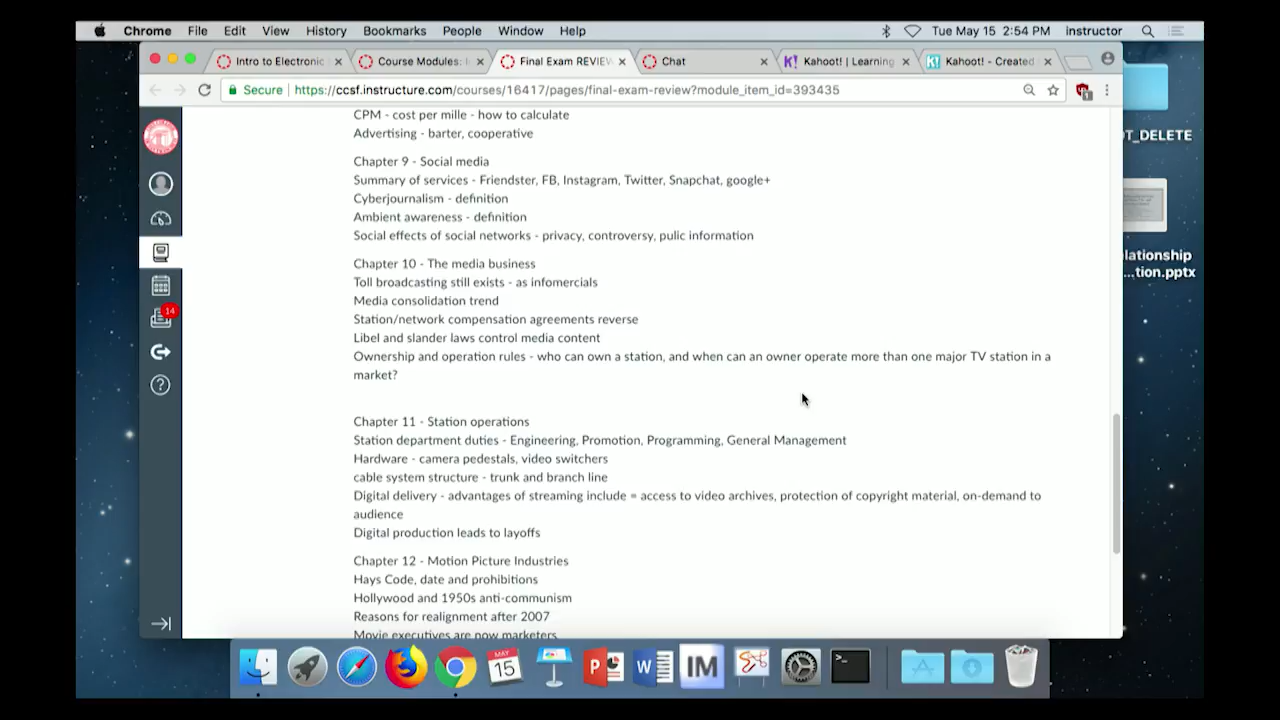 Chrome File Edit View History Bookmarks People Window Help Tue May 15 2:54 PM instructor
Intro to Electronic
Course Modules: I
Final Exam REVIEW
Chat
Kahoot! | Learning
Kahoot! - Created
Secure https://ccsf.instructure.com/courses/16417/pages/final-exam-review?module_item_id=393435
1
CPM - cost per mille - how to calculate
Advertising - barter, cooperative
Chapter 9 - Social media
Summary of services - Friendster, FB, Instagram, Twitter, Snapchat, google+
Cyberjournalism - definition
Ambient awareness - definition
Social effects of social networks - privacy, controversy, pulic information
Chapter 10 - The media business
Toll broadcasting still exists - as infomercials
Media consolidation trend
Station/network compensation agreements reverse
Libel and slander laws control media content
Ownership and operation rules - who can own a station, and when can an owner operate more than one major TV station in a
market?
Chapter 11 - Station operations
Station department duties - Engineering, Promotion, Programming, General Management
Hardware - camera pedestals, video switchers
cable system structure - trunk and branch line
Digital delivery - advantages of streaming include = access to video archives, protection of copyright material, on-demand to
audience
Digital production leads to layoffs
Chapter 12 - Motion Picture Industries
Hays Code, date and prohibitions
Hollywood and 1950s anti-communism
Reasons for realignment after 2007
Movie executives are now marketers
14
OT_DELETE
lationship
...tion.pptx
MAY
15
P
W
IM
>_